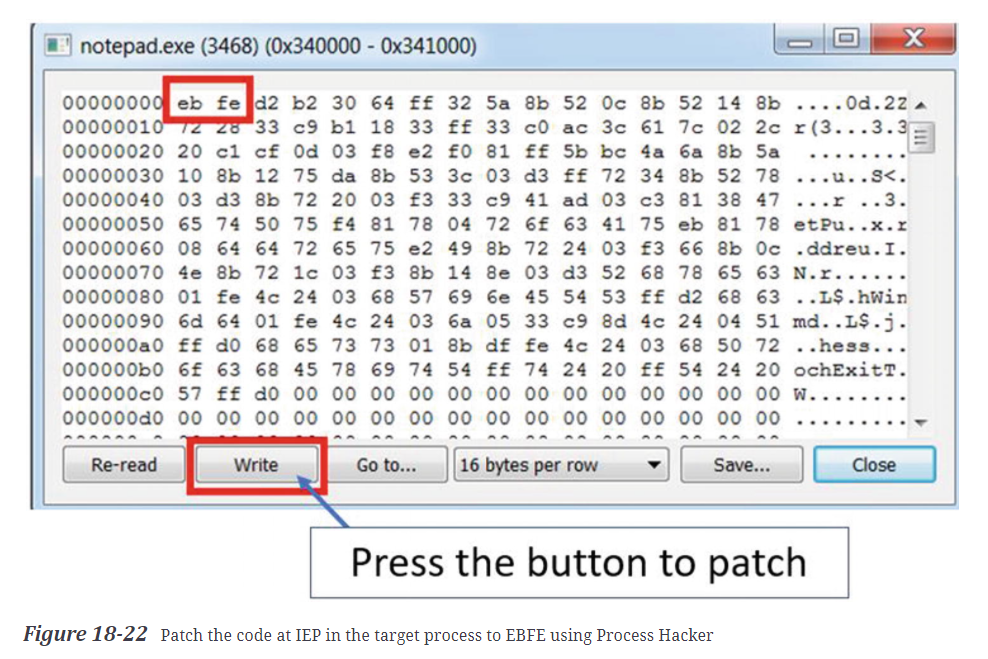 notepad.exe (3468) (0x340000 - 0x341000)
00000000 eb fe d2 b2 30 64 ff 32 5a 8b 52 0c 8b 52 14 8b ....0d.2Z
00000010 72 28 33 c9 b1 18 33 ff 33 c0 ac 3c 61 7c 02 2c r(3...3.3
00000020 20 c1 cf 0d 03 f8 e2 f0 81 ff 5b bc 4a 6a 8b 5a ........
00000030 10 8b 12 75 da 8b 53 3c 03 d3 ff 72 34 8b 52 78 ...u..S<.
00000040 03 d3 8b 72 20 03 f3 33 c9 41 ad 03 c3 81 38 47 ...r ..3.
00000050 65 74 50 75 f4 81 78 04 72 6f 63 41 75 eb 81 78 etPu..x.r
00000060 08 64 64 72 65 75 e2 49 8b 72 24 03 f3 66 8b 0c .ddreu.I.
00000070 4e 8b 72 1c 03 f3 8b 14 8e 03 d3 52 68 78 65 63 N.r......
00000080 01 fe 4c 24 03 68 57 69 6e 45 54 53 ff d2 68 63 ..L$.hWin
00000090 6d 64 01 fe 4c 24 03 6a 05 33 c9 8d 4c 24 04 51 md..L$.j.
000000a0 ff d0 68 65 73 73 01 8b df fe 4c 24 03 68 50 72 ..hess...
000000b0 6f 63 68 45 78 69 74 54 ff 74 24 20 ff 54 24 20 ochExitT.
000000c0 57 ff d0 00 00 00 00 00 00 00 00 00 00 00 00 00 W........
000000d0 00 00 00 00 00 00 00 00 00 00 00 00 00 00 00 00 .........
Re-read Write Go to... 16 bytes per row Save... Close
Press the button to patch
Figure 18-22 Patch the code at IEP in the target process to EBFE using Process Hacker